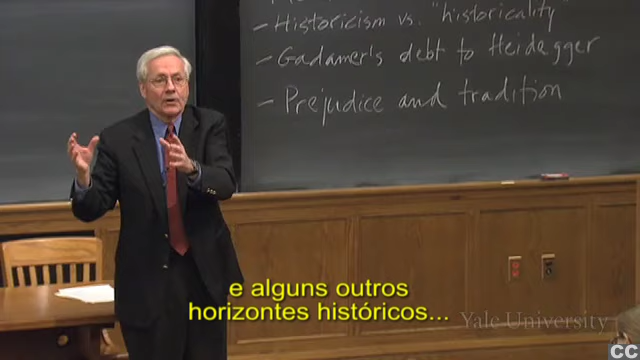 - Historicism vs. "historicality"
- Gadamer's debt to Heidegger
- Prejudice and tradition
e alguns outros
horizontes históricos...
Yale University
CC